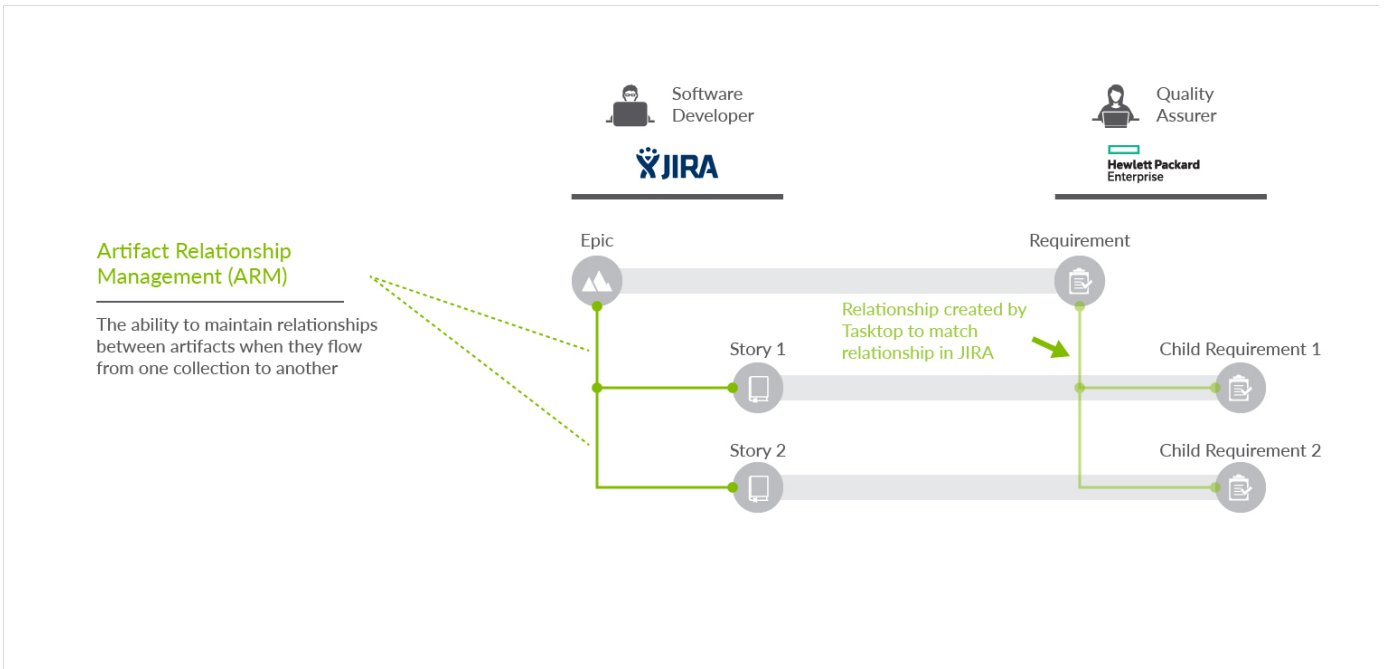 Software
Developer
JIRA
Quality
Assurer
Hewlett Packard
Enterprise
Artifact Relationship
Management (ARM)
The ability to maintain relationships
between artifacts when they flow
from one collection to another
Epic
Requirement
Relationship created by
Tasktop to match
relationship in JIRA
Story 1
Child Requirement 1
Story 2
Child Requirement 2